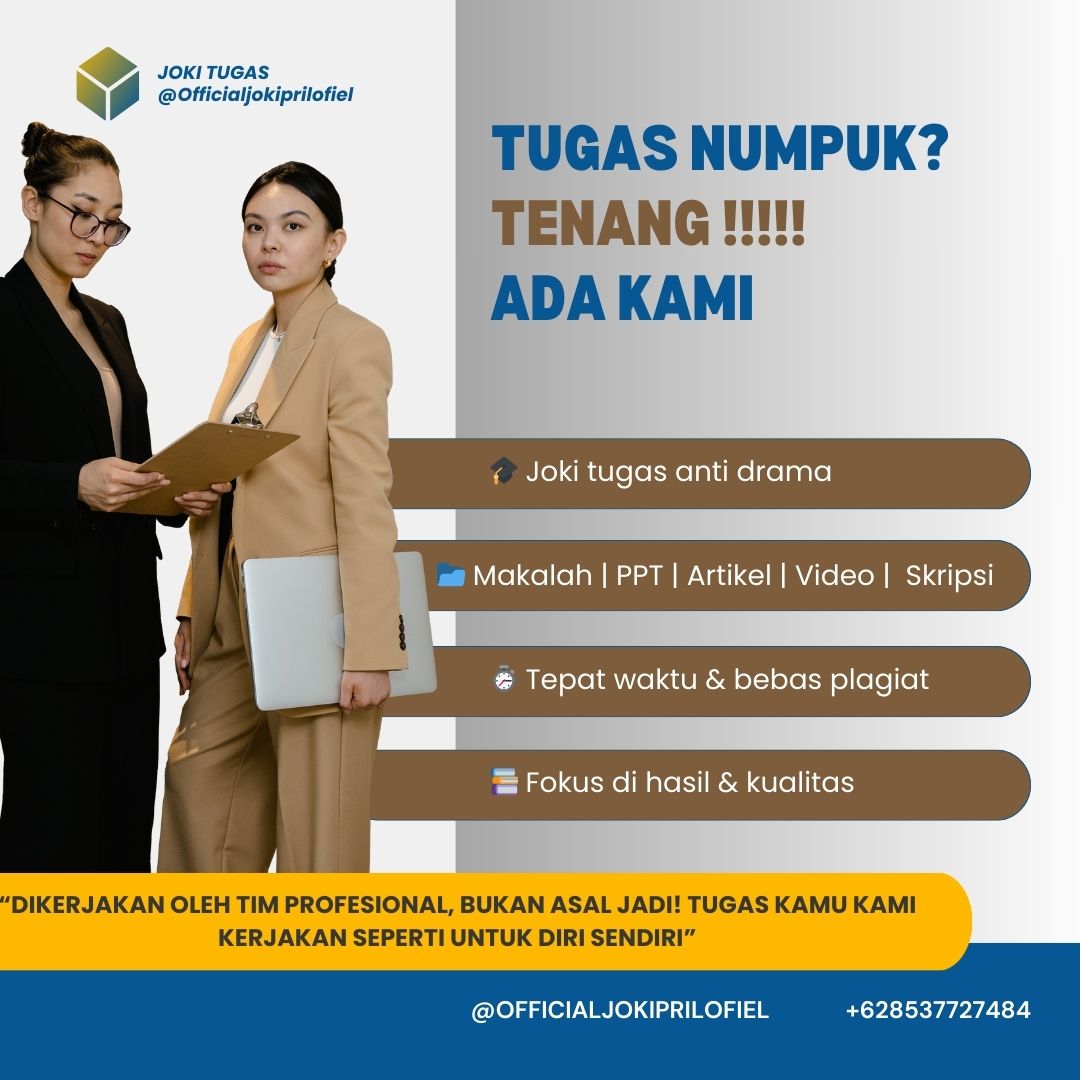 JOKI TUGAS
@Officialjokiprilofiel
TUGAS NUMPUK?
TENANG !!!!!
ADA KAMI
🎓 Joki tugas anti drama
📂 Makalah | PPT | Artikel | Video | Skripsi
⏱️ Tepat waktu & bebas plagiat
📚 Fokus di hasil & kualitas
“DIKERJAKAN OLEH TIM PROFESIONAL, BUKAN ASAL JADI! TUGAS KAMU KAMI
KERJAKAN SEPERTI UNTUK DIRI SENDIRI”
@OFFICIALJOKIPRILOFIEL
+628537727484